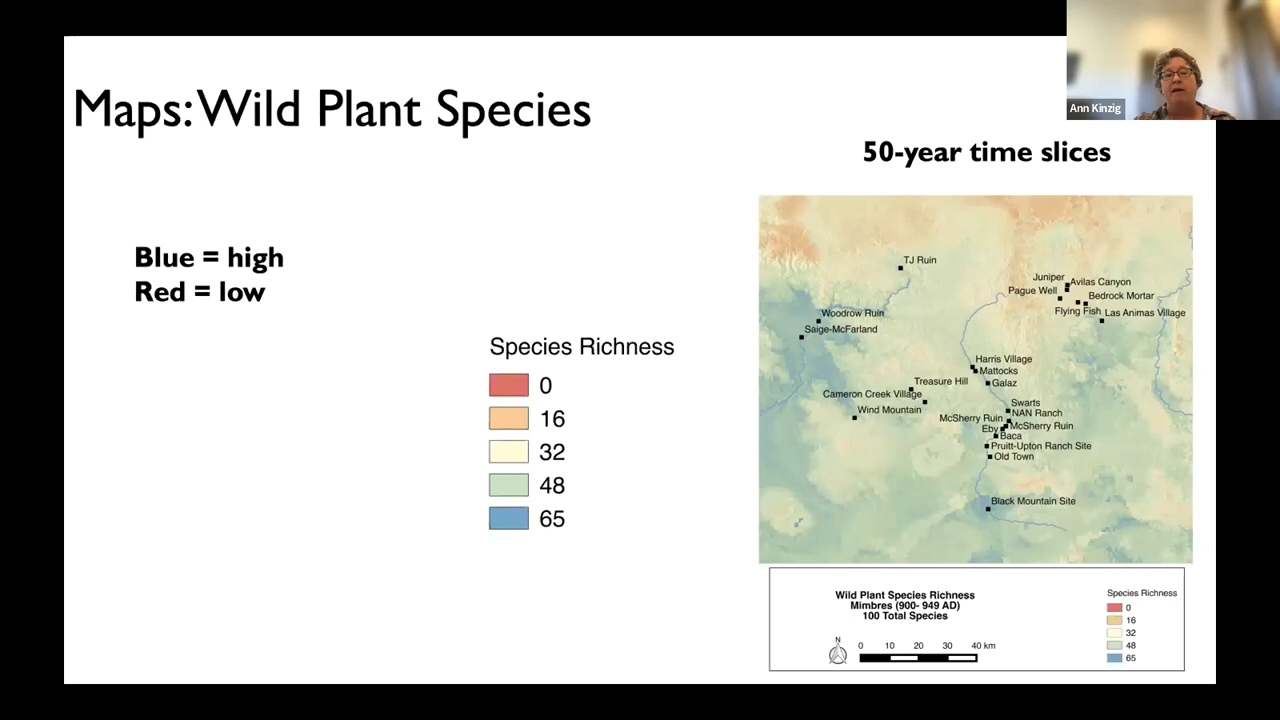 Ann Kinzig
Maps: Wild Plant Species
50-year time slices
Blue = high
Red = low
Species Richness
0
16
32
48
65
TJ Ruin
Juniper
Avilas Canyon
Pague Well
Bedrock Mortar
Flying Fish
Las Animas Village
Woodrow Ruin
Saige-McFarland
Harris Village
Mattocks
Treasure Hill
Galaz
Cameron Creek Village
Wind Mountain
Swarts
NAN Ranch
McSherry Ruin
McSherry Ruin
Eby
Baca
Pruitt-Upton Ranch Site
Old Town
Black Mountain Site
Wild Plant Species Richness
Mimbres (900- 949 AD)
100 Total Species
N
0 10 20 30 40 km
Species Richness
0
16
32
48
65